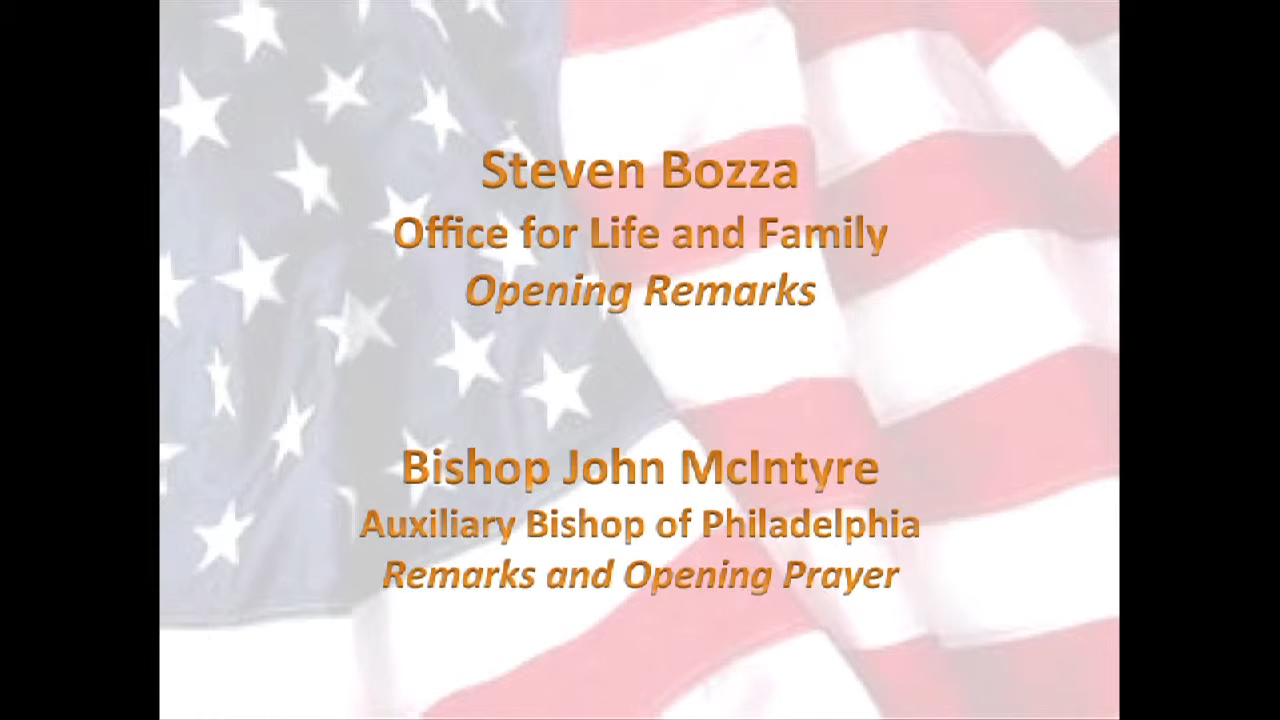 Steven Bozza
Office for Life and Family
Opening Remarks
Bishop John McIntyre
Auxiliary Bishop of Philadelphia
Remarks and Opening Prayer